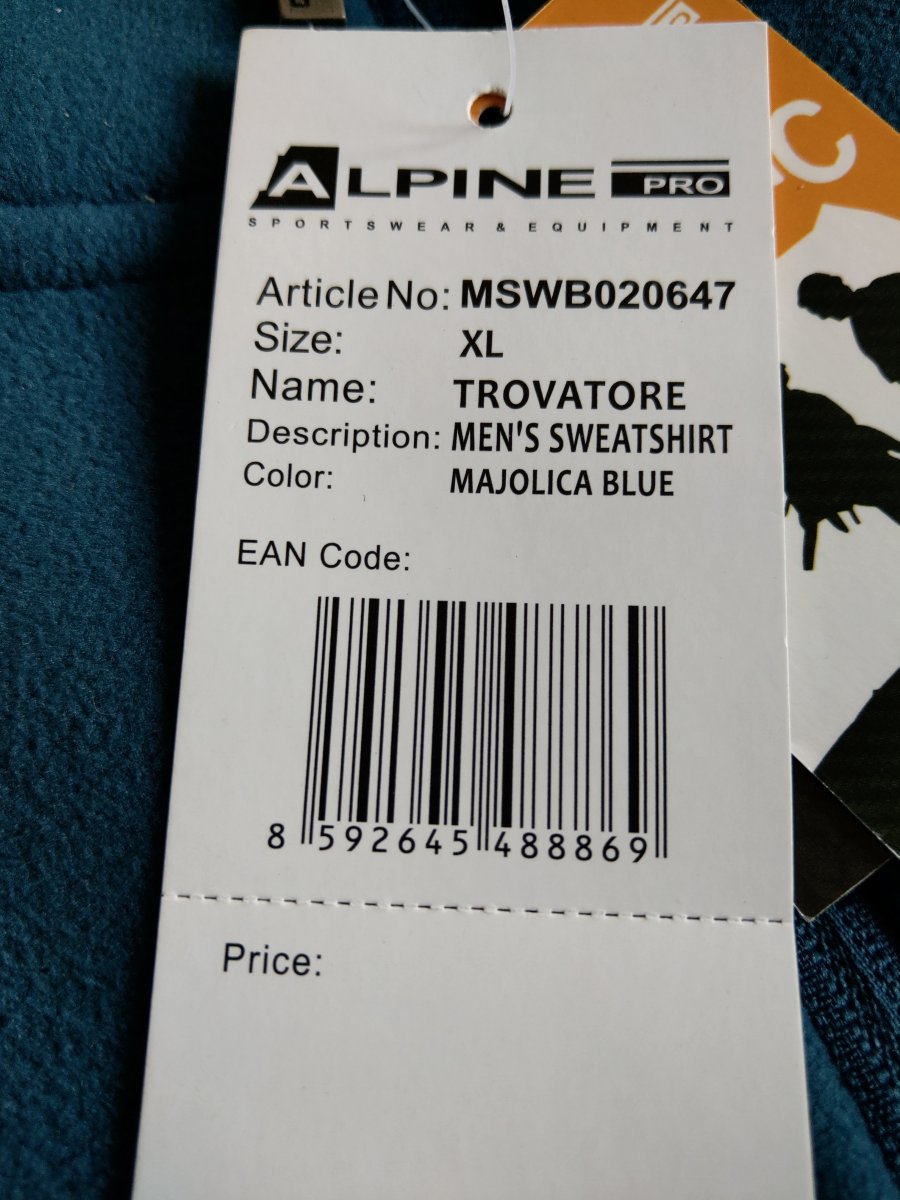 ALPINE PRO
SPORTSWEAR & EQUIPMENT
Article No: MSWB020647
Size: XL
Name: TROVATORE
Description: MEN'S SWEATSHIRT
Color: MAJOLICA BLUE
EAN Code:
8 592645 488869
Price: